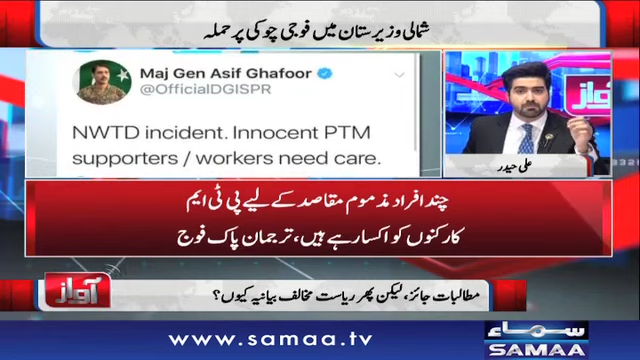 شمالی وزیرستان میں فوجی چوکی پر حملہ
Maj Gen Asif Ghafoor
@OfficialDGISPR
NWTD incident. Innocent PTM
supporters / workers need care.
آواز
علی حیدر
چند افراد مذموم مقاصد کے لیے پی ٹی ایم
کارکنوں کو اکسا رہے ہیں، ترجمان پاک فوج
آواز
مطالبات جائز، لیکن پھر ریاست مخالف بیانیہ کیوں؟
www.samaa.tv
سماء
SAMAA